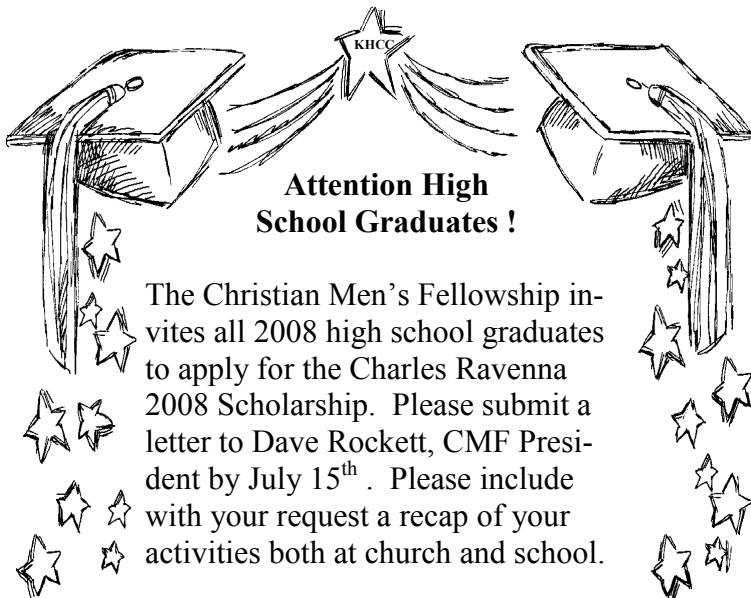 KHCC
Attention High
School Graduates !
The Christian Men's Fellowship in-
vites all 2008 high school graduates
to apply for the Charles Ravenna
2008 Scholarship.  Please submit a
letter to Dave Rockett, CMF Presi-
dent by July 15th .  Please include
with your request a recap of your
activities both at church and school.